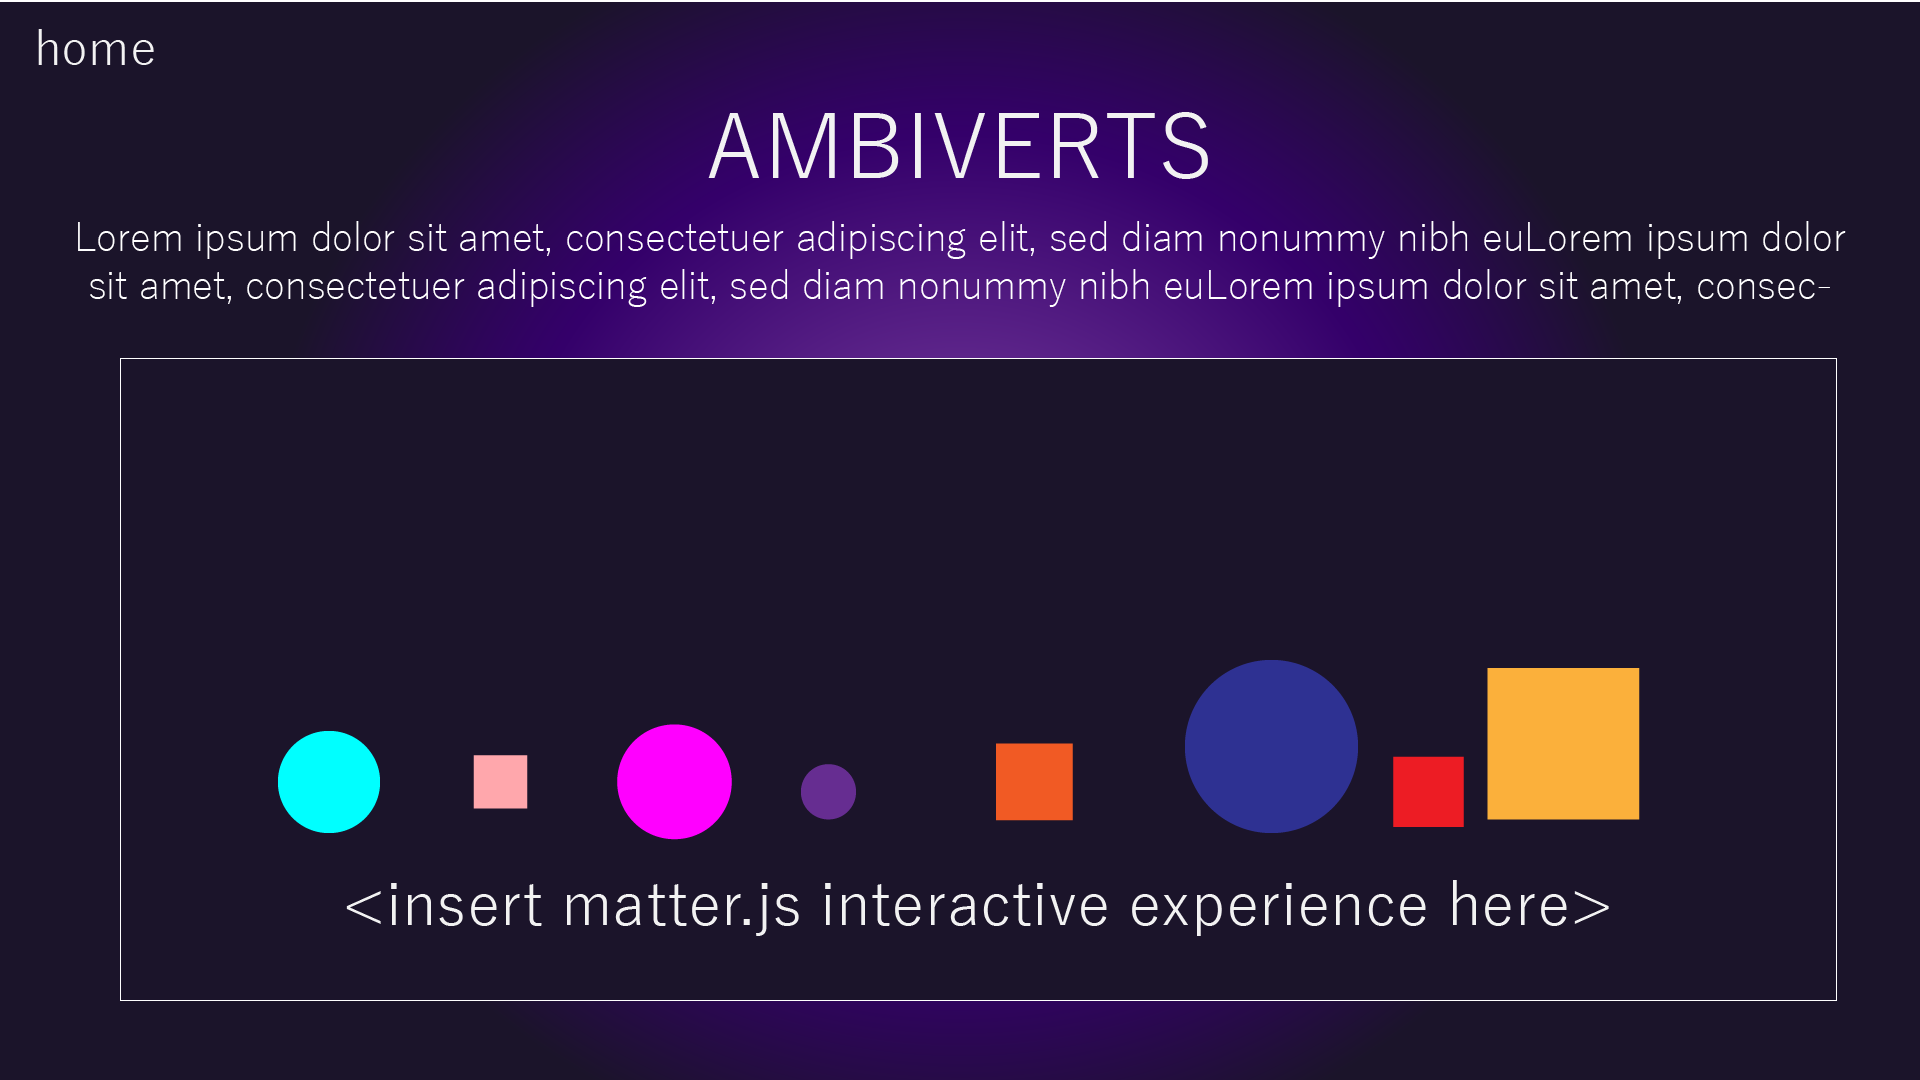 home
AMBIVERTS
Lorem ipsum dolor sit amet, consectetuer adipiscing elit, sed diam nonummy nibh euLorem ipsum dolor
sit amet, consectetuer adipiscing elit, sed diam nonummy nibh euLorem ipsum dolor sit amet, consec-
<insert matter.js interactive experience here>